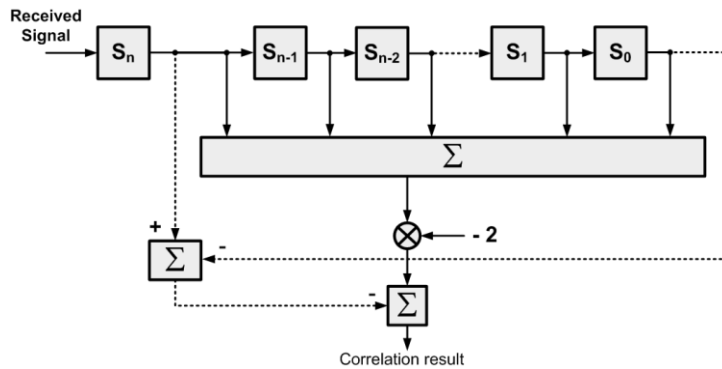 Received
Signal
Sn Sn-1 Sn-2 S1 S0
Σ
+
-
- 2
Σ
-
Σ
Correlation result